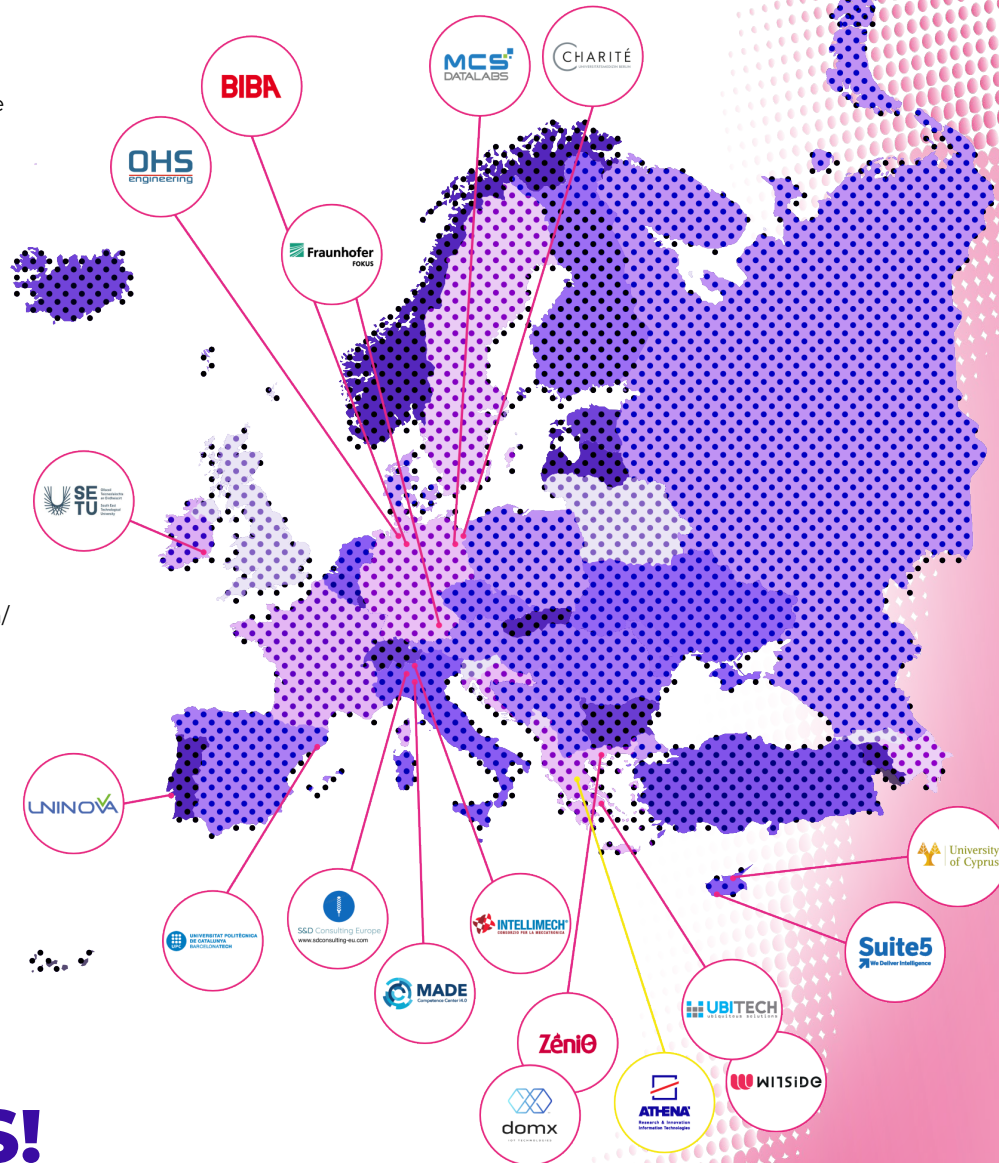 e
BIBA
MCS
DATALABS
CHARITÉ
OHS
engineering
Fraunhofer
FOKUS
SE
TU
South East
Technological
University
/
UNINOVA
University
of Cyprus
UPC
UNIVERSITAT POLITÈCNICA
DE CATALUNYA
BARCELONATECH
S&D Consulting Europe
www.sdconsulting-eu.com
INTELLIMECH
CONSORZIO PER LA MECCATRONICA
Suite5
We Deliver Intelligence
MADE
Competence Center I4.0
UBITECH
ubiquitous solutions
ZéniΘ
WITSIDE
domx
IOT TECHNOLOGIES
ATHENA
Research & Innovation
Information Technologies
S!